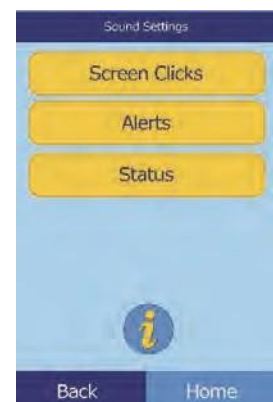 Sound Settings
Screen Clicks
Alerts
Status
i
Back Home